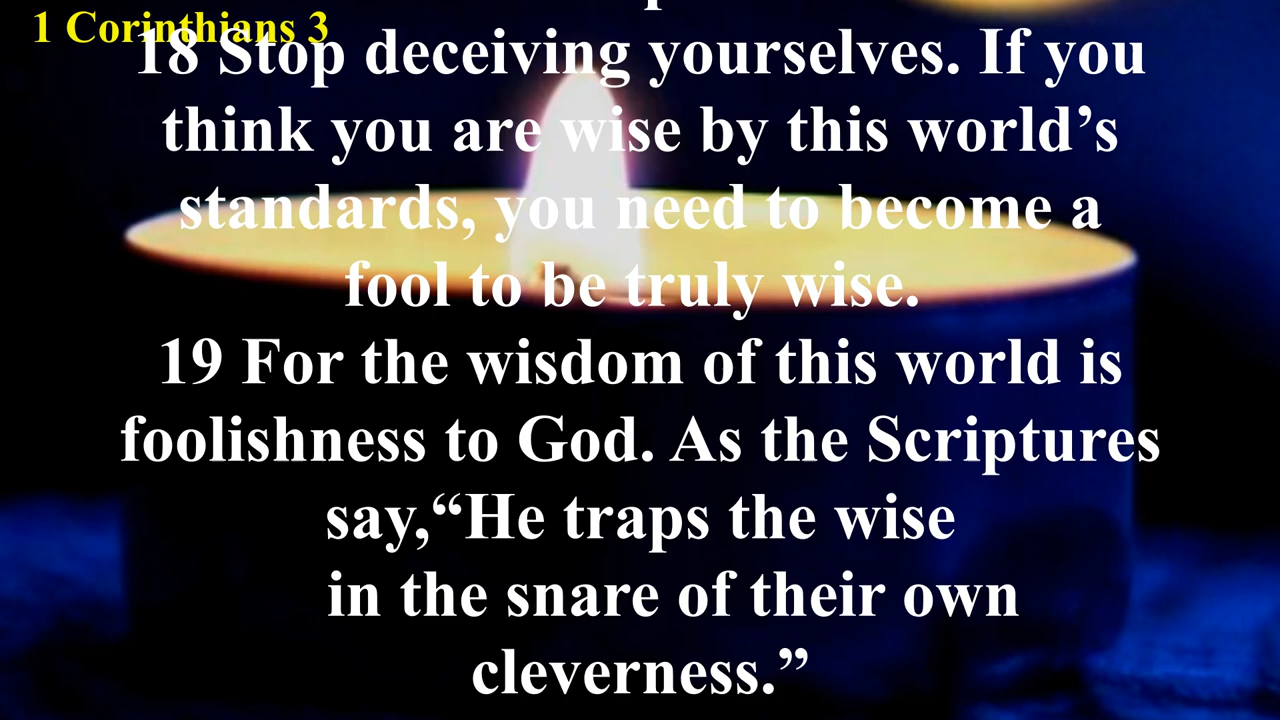 1 Corinthians 3
18 Stop deceiving yourselves. If you
think you are wise by this world’s
standards, you need to become a
fool to be truly wise.
19 For the wisdom of this world is
foolishness to God. As the Scriptures
say,“He traps the wise
in the snare of their own
cleverness.”